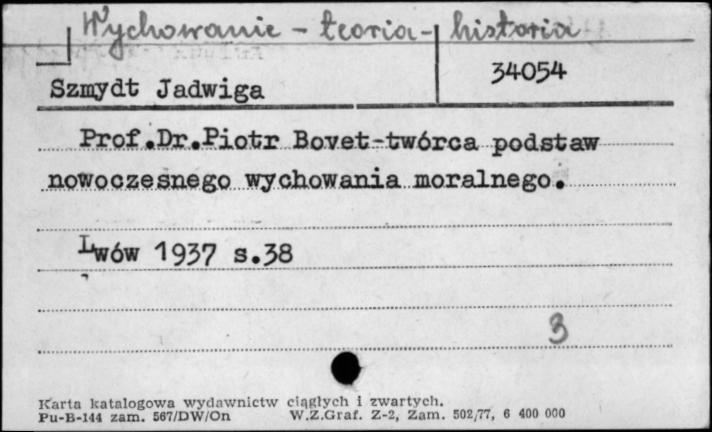 Wychowanie - teoria - historia
34054
Szmydt Jadwiga
Prof.Dr.Piotr Bovet-twórca podstaw
nowoczesnego wychowania moralnego.
Lwów 1937 s.38
3
Karta katalogowa wydawnictw ciągłych i zwartych.
Pu-B-144 zam. 567/DW/On W.Z.Graf. Z-2, Zam. 502/77, 6 400 000